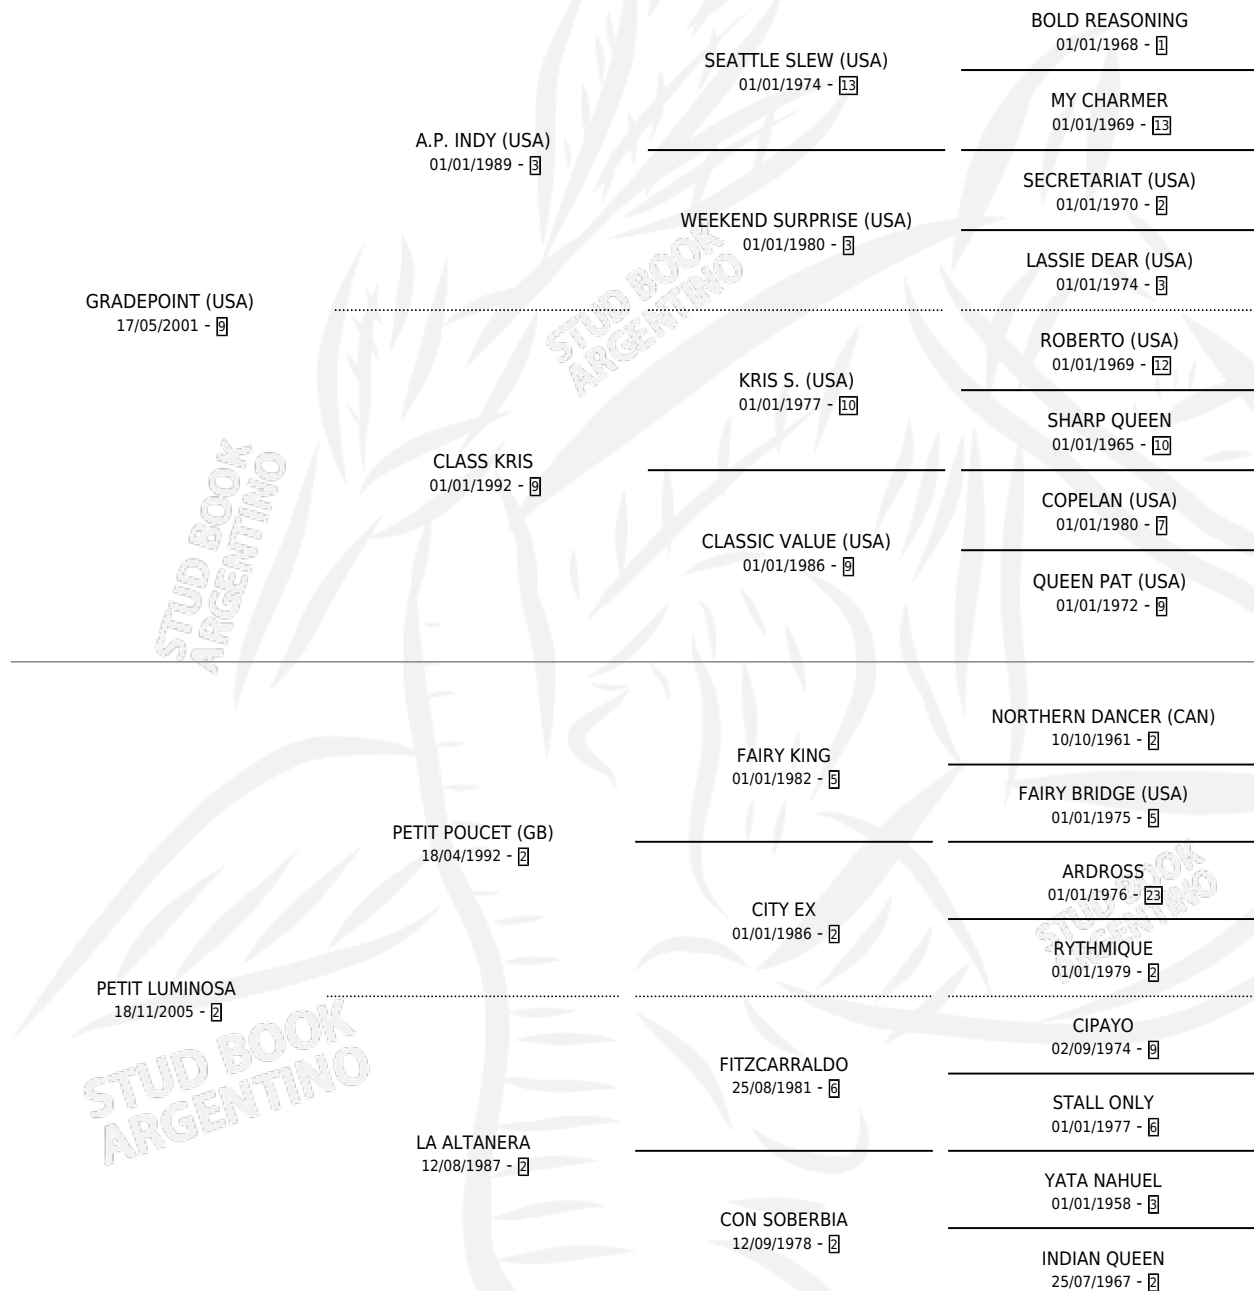 BOLD REASONING
01/01/1968 - 1
SEATTLE SLEW (USA)
01/01/1974 - 13
MY CHARMER
01/01/1969 - 13
A.P. INDY (USA)
01/01/1989 - 3
SECRETARIAT (USA)
01/01/1970 - 2
WEEKEND SURPRISE (USA)
01/01/1980 - 3
LASSIE DEAR (USA)
01/01/1974 - 3
GRADEPOINT (USA)
17/05/2001 - 9
ROBERTO (USA)
01/01/1969 - 12
KRIS S. (USA)
01/01/1977 - 10
SHARP QUEEN
01/01/1965 - 10
CLASS KRIS
01/01/1992 - 9
COPELAN (USA)
01/01/1980 - 7
CLASSIC VALUE (USA)
01/01/1986 - 9
QUEEN PAT (USA)
01/01/1972 - 9
NORTHERN DANCER (CAN)
10/10/1961 - 2
FAIRY KING
01/01/1982 - 5
FAIRY BRIDGE (USA)
01/01/1975 - 5
PETIT POUCET (GB)
18/04/1992 - 2
ARDROSS
01/01/1976 - 23
CITY EX
01/01/1986 - 2
RYTHMIQUE
01/01/1979 - 2
PETIT LUMINOSA
18/11/2005 - 2
CIPAYO
02/09/1974 - 9
FITZCARRALDO
25/08/1981 - 6
STALL ONLY
01/01/1977 - 6
LA ALTANERA
12/08/1987 - 2
YATA NAHUEL
01/01/1958 - 3
CON SOBERBIA
12/09/1978 - 2
INDIAN QUEEN
25/07/1967 - 2
STUD BOOK
ARGENTINO
STUD BOOK
ARGENTINO
STUD BOOK
ARGENTINO
STUD BOOK
ARGENTINO